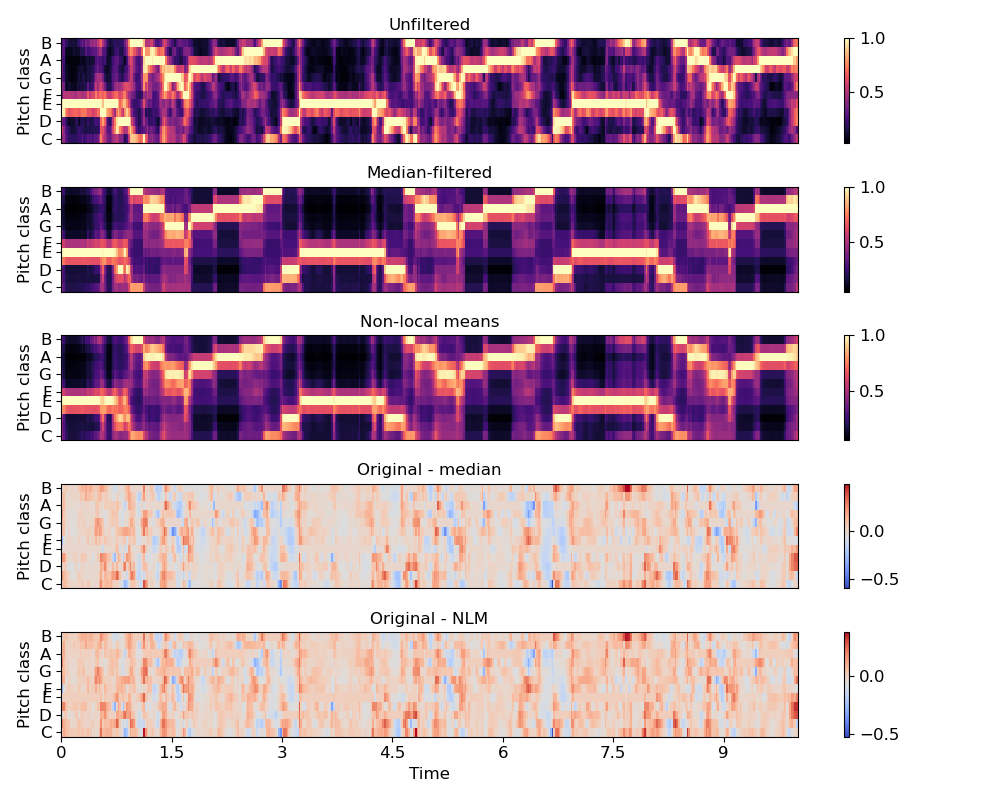 Unfiltered
Pitch class
B
A
G
F
E
D
C
1.0
0.5
Median-filtered
Pitch class
B
A
G
F
E
D
C
1.0
0.5
Non-local means
Pitch class
B
A
G
F
E
D
C
1.0
0.5
Original - median
Pitch class
B
A
G
F
E
D
C
0.0
−0.5
Original - NLM
Pitch class
B
A
G
F
E
D
C
0.0
−0.5
0 1.5 3 4.5 6 7.5 9
Time